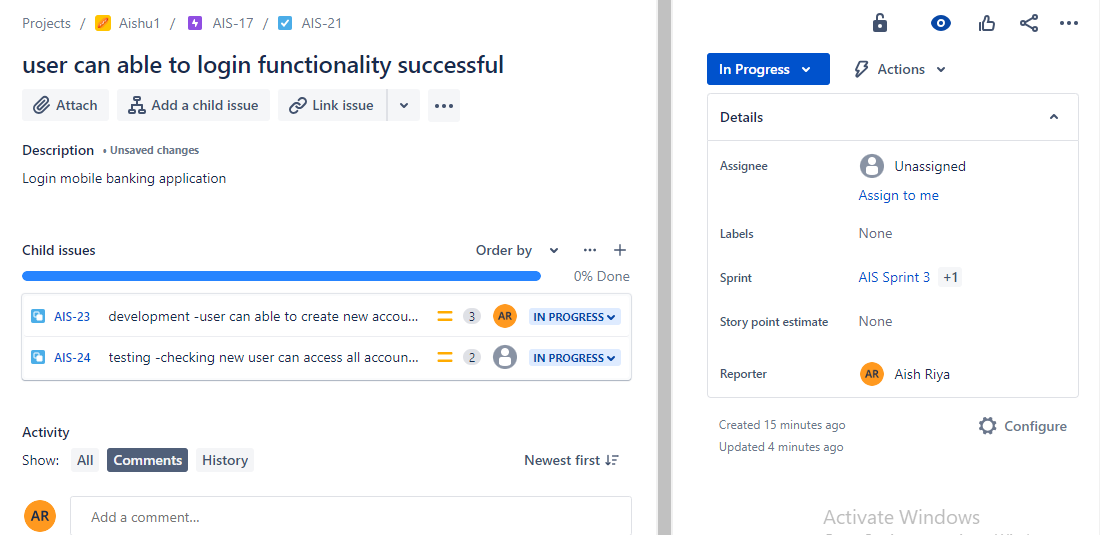 Projects / Aishu1 / AIS-17 / AIS-21
user can able to login functionality successful
Attach Add a child issue Link issue
Description • Unsaved changes
Login mobile banking application
Child issues Order by
0% Done
AIS-23 development -user can able to create new accou... 3 AR IN PROGRESS
AIS-24 testing -checking new user can access all accoun... 2 IN PROGRESS
Activity
Show: All Comments History Newest first
AR Add a comment...
In Progress Actions
Details
Assignee Unassigned
Assign to me
Labels None
Sprint AIS Sprint 3 +1
Story point estimate None
Reporter AR Aish Riya
Created 15 minutes ago Configure
Updated 4 minutes ago
Activate Windows